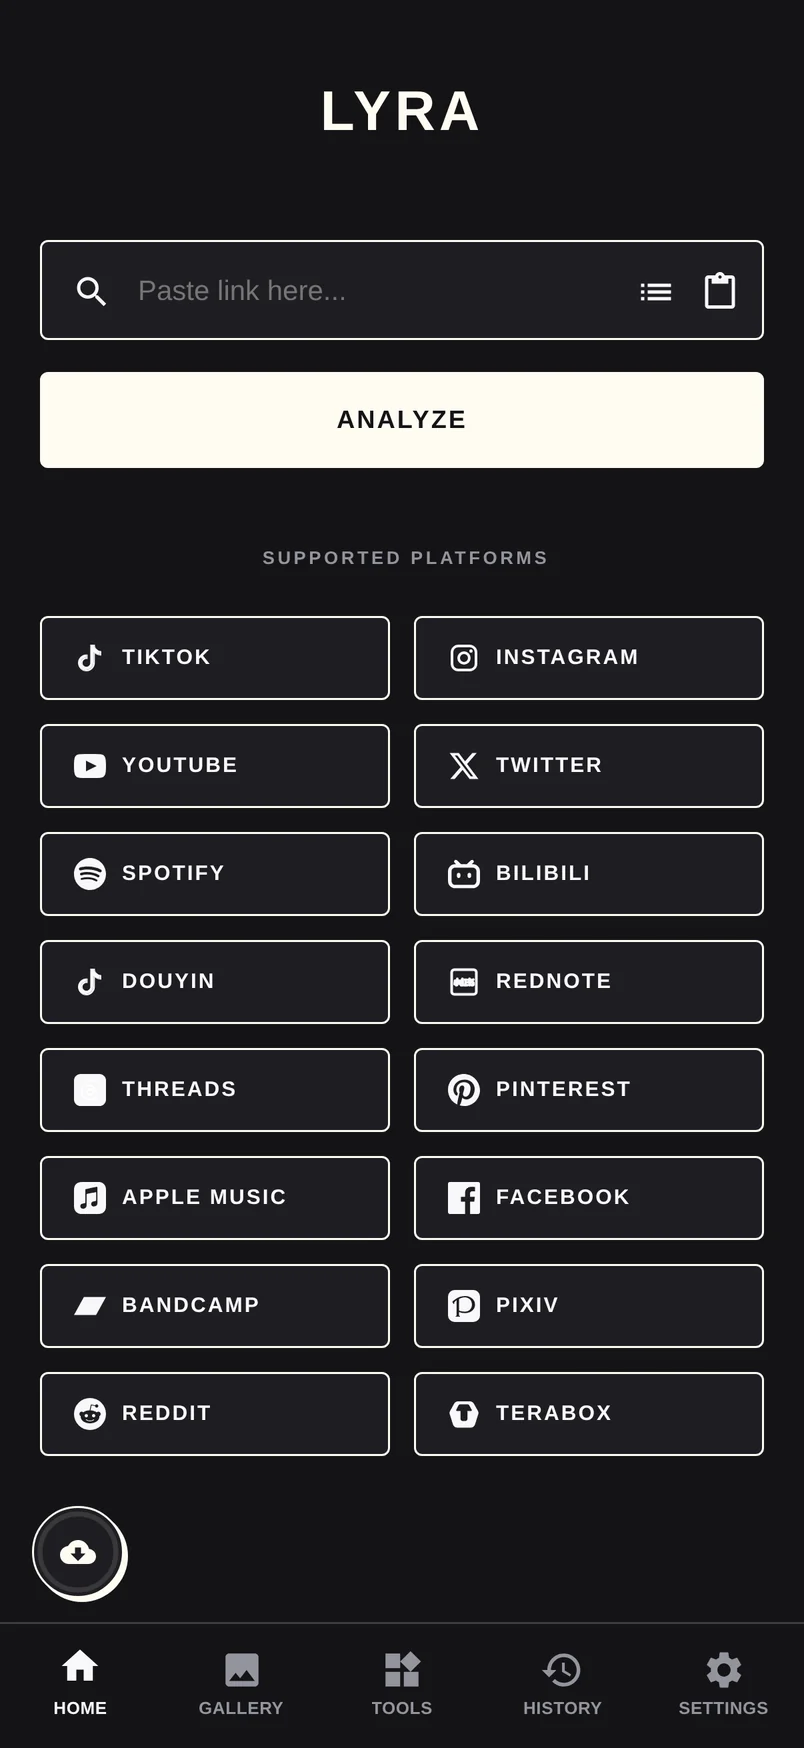 LYRA
Paste link here...
ANALYZE
SUPPORTED PLATFORMS
TIKTOK
INSTAGRAM
YOUTUBE
TWITTER
SPOTIFY
BILIBILI
DOUYIN
REDNOTE
THREADS
PINTEREST
APPLE MUSIC
FACEBOOK
BANDCAMP
PIXIV
REDDIT
TERABOX
HOME
GALLERY
TOOLS
HISTORY
SETTINGS